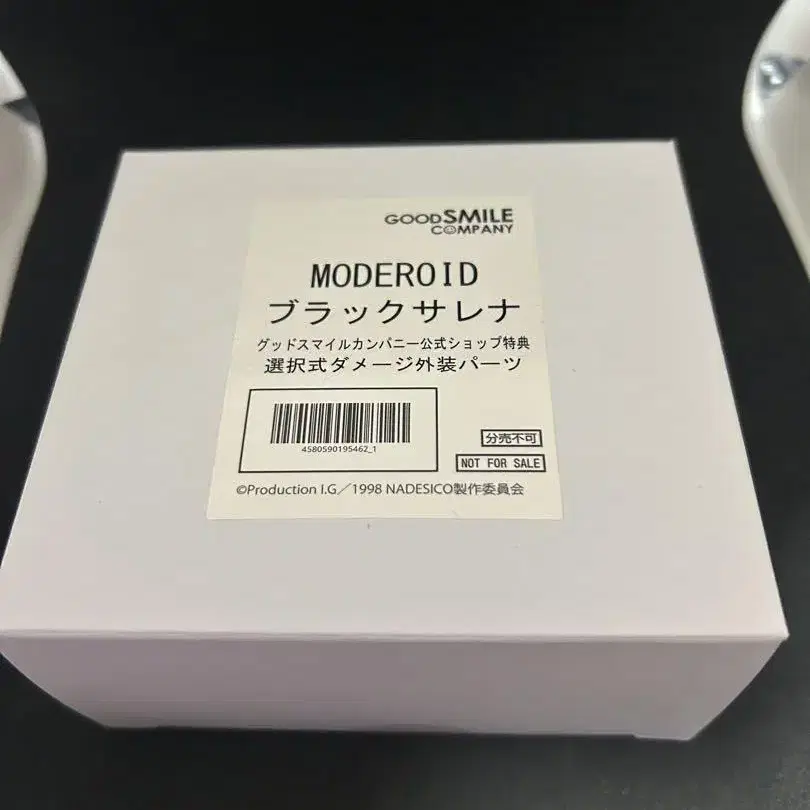 GOODSMILE
COMPANY
MODEROID
ブラックサレナ
グッドスマイルカンパニー公式ショップ特典
選択式ダメージ外装パーツ
4580590195462_1
分売不可
NOT FOR SALE
©Production I.G／1998 NADESICO製作委員会